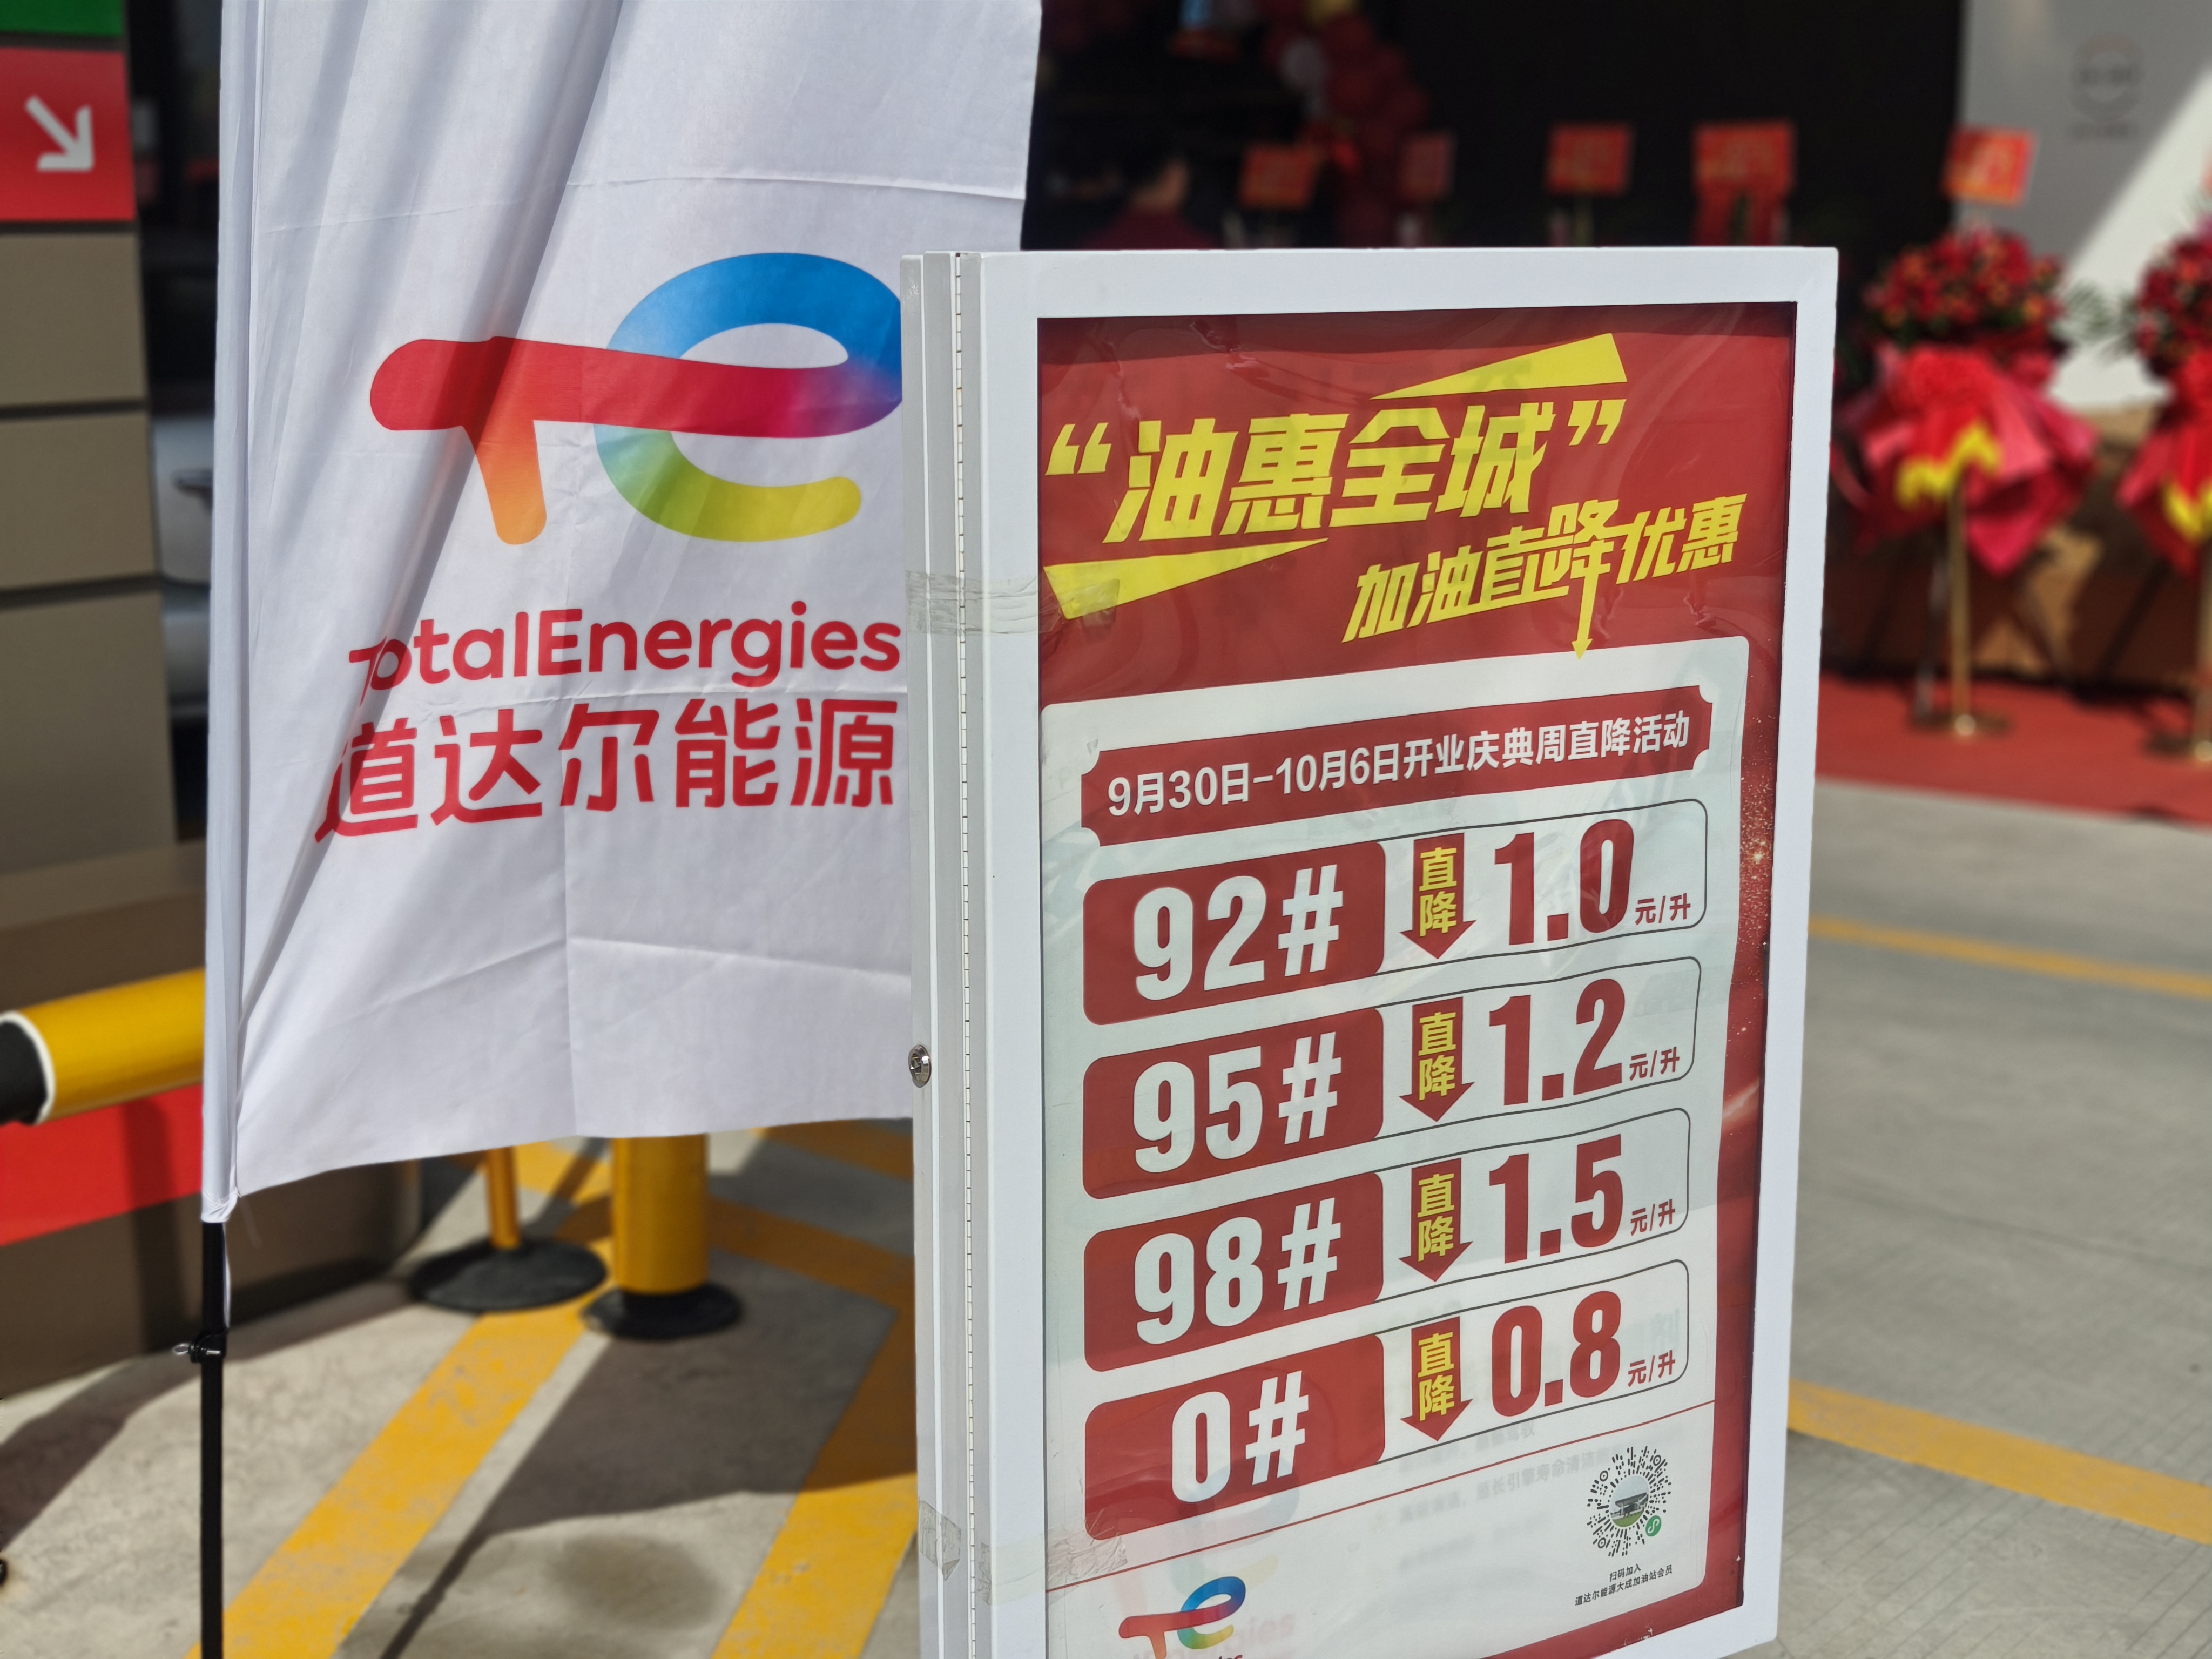 TotalEnergies
道达尔能源
“油惠全城”
加油直降优惠
9月30日-10月6日开业庆典周直降活动
92# 直降 1.0 元/升
95# 直降 1.2 元/升
98# 直降 1.5 元/升
0# 直降 0.8 元/升
扫码加入
道达尔能源大成加油站会员